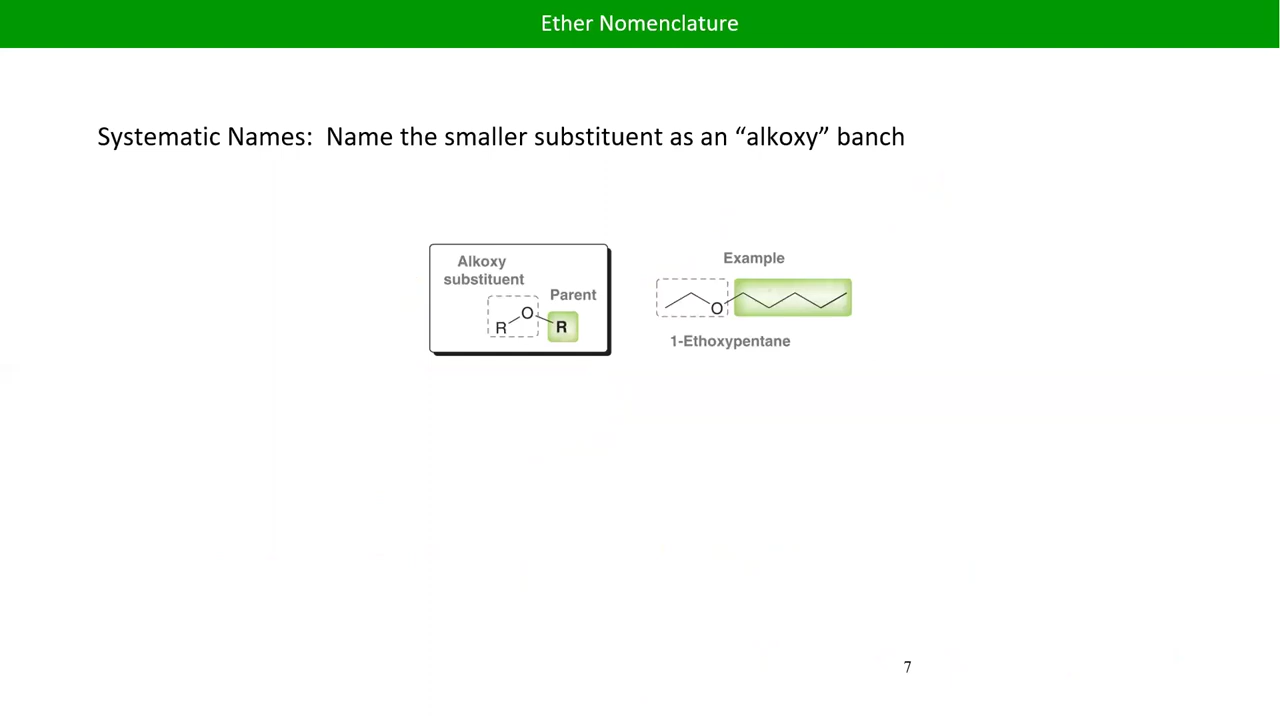 Ether Nomenclature
Systematic Names:  Name the smaller substituent as an “alkoxy” banch
Alkoxy
substituent
Parent
R O R
Example
O
1-Ethoxypentane
7